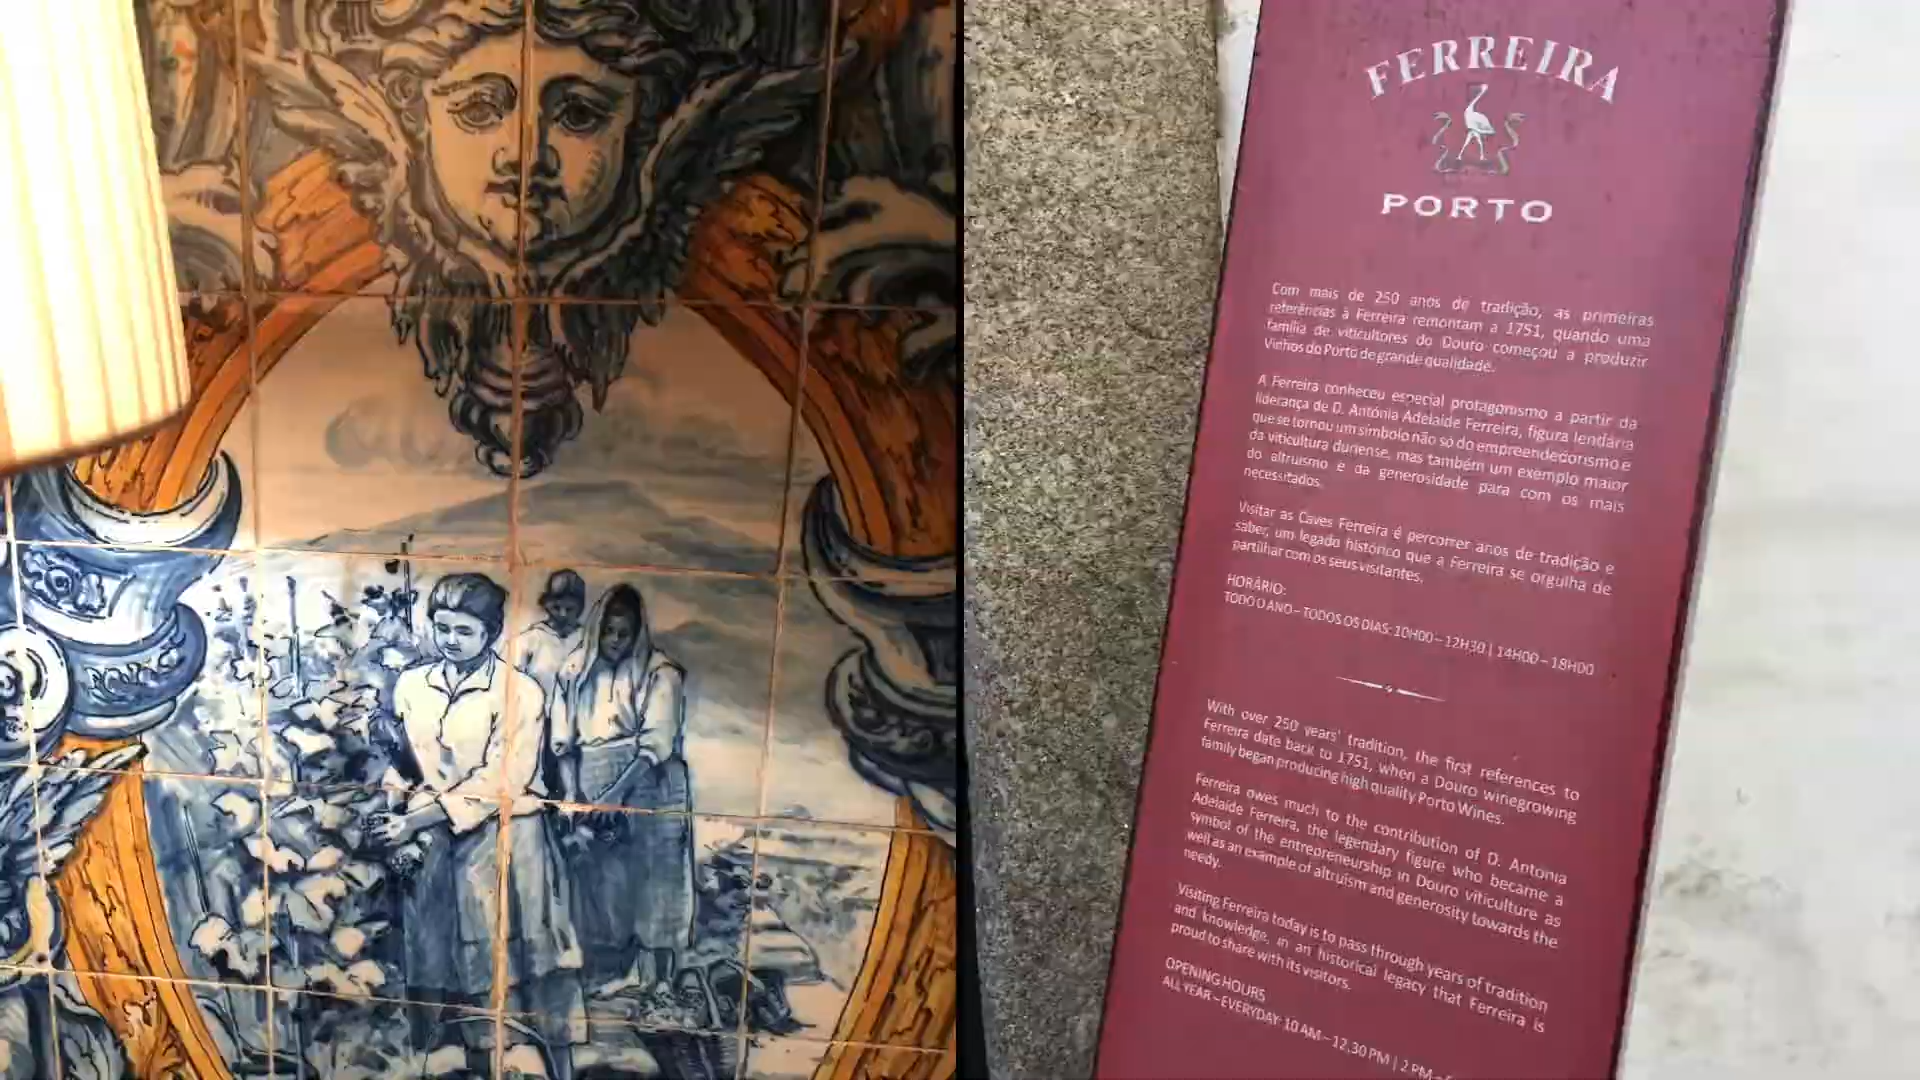 FERREIRA
PORTO
Com mais de 250 anos de tradição, as primeiras
referências à Ferreira remontam a 1751, quando uma
família de viticultores do Douro começou a produzir
Vinhos do Porto de grande qualidade.
A Ferreira conheceu especial protagonismo a partir da
liderança de D. Antónia Adelaide Ferreira, figura lendária
que se tornou um símbolo não só do empreendedorismo e
da viticultura duriense, mas também um exemplo maior
do altruísmo e da generosidade para com os mais
necessitados.
Visitar as Caves Ferreira é percorrer anos de tradição e
saber, um legado histórico que a Ferreira se orgulha de
partilhar com os seus visitantes.
HORÁRIO:
TODO O ANO – TODOS OS DIAS: 10H00 – 12H30 | 14H00 – 18H00
With over 250 years' tradition, the first references to
Ferreira date back to 1751, when a Douro winegrowing
family began producing high quality Porto Wines.
Ferreira owes much to the contribution of D. Antonia
Adelaide Ferreira, the legendary figure who became a
symbol of the entrepreneurship in Douro viticulture as
well as an example of altruism and generosity towards the
needy.
Visiting Ferreira today is to pass through years of tradition
and knowledge, in an historical legacy that Ferreira is
proud to share with its visitors.
OPENING HOURS
ALL YEAR – EVERYDAY: 10 AM – 12.30 PM | 2 PM –